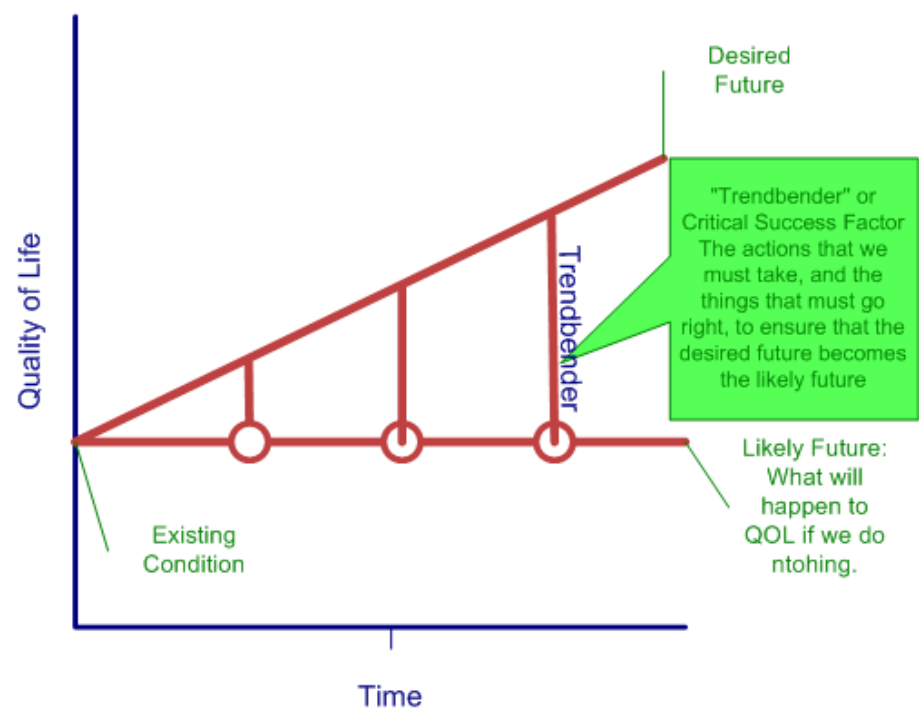 Desired
Future
"Trendbender" or
Critical Success Factor
The actions that we
must take, and the
things that must go
right, to ensure that the
desired future becomes
the likely future
Trendbender
Quality of Life
Likely Future:
What will
happen to
QOL if we do
ntohing.
Existing
Condition
Time